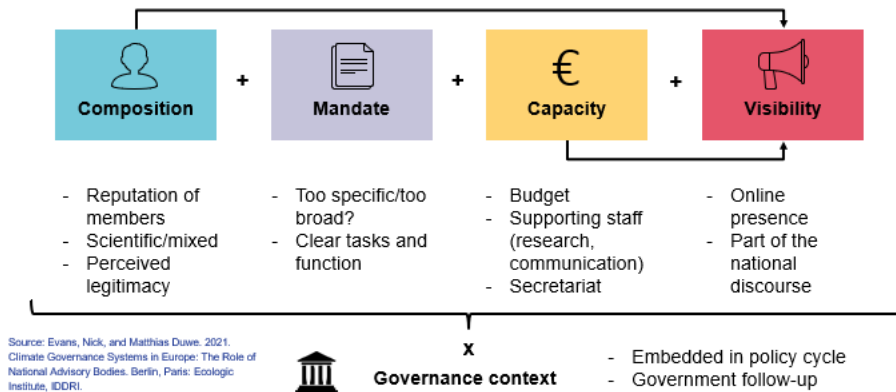 €
Composition
+
Mandate
+
Capacity
+
Visibility
- Reputation of
members
- Scientific/mixed
- Perceived
legitimacy
- Too specific/too
broad?
- Clear tasks and
function
- Budget
- Supporting staff
(research,
communication)
- Secretariat
- Online
presence
- Part of the
national
discourse
Source: Evans, Nick, and Matthias Duwe. 2021.
Climate Governance Systems in Europe: The Role of
National Advisory Bodies. Berlin, Paris: Ecologic
Institute, IDDRI.
x
Governance context
- Embedded in policy cycle
- Government follow-up